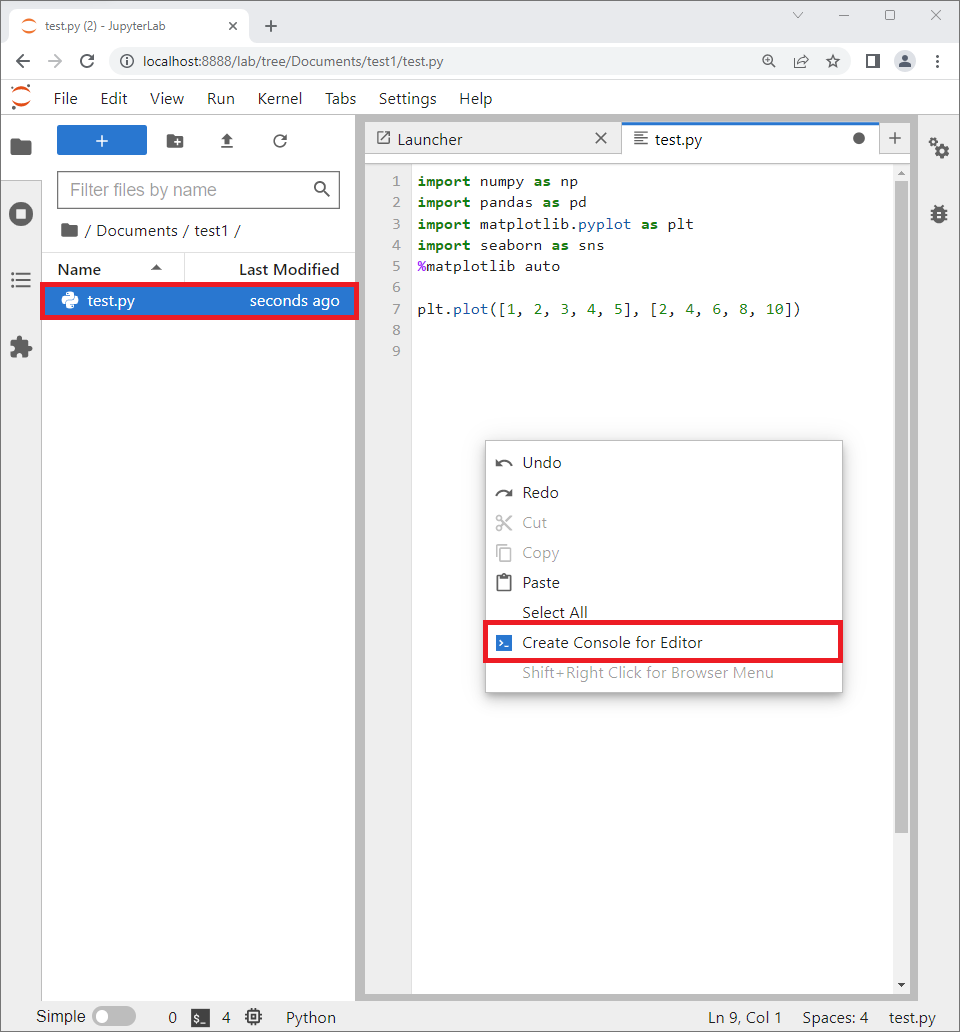 test.py (2) - JupyterLab
localhost:8888/lab/tree/Documents/test1/test.py
File Edit View Run Kernel Tabs Settings Help
Filter files by name
/ Documents / test1 /
Name Last Modified
test.py seconds ago
Launcher test.py
1 import numpy as np
2 import pandas as pd
3 import matplotlib.pyplot as plt
4 import seaborn as sns
5 %matplotlib auto
6
7 plt.plot([1, 2, 3, 4, 5], [2, 4, 6, 8, 10])
8
9
Undo
Redo
Cut
Copy
Paste
Select All
Create Console for Editor
Shift+Right Click for Browser Menu
Simple 0 $_ 4 Python Ln 9, Col 1 Spaces: 4 test.py